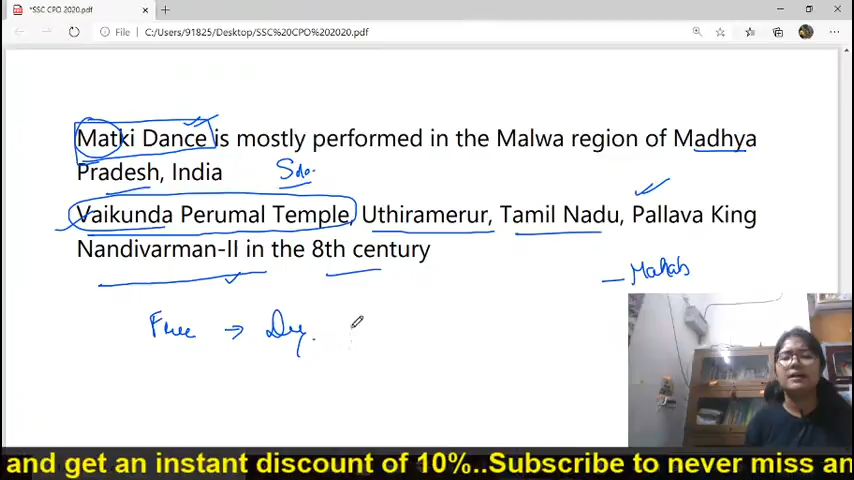 *SSC CPO 2020.pdf
File | C:/Users/91825/Desktop/SSC%20CPO%202020.pdf
Matki Dance is mostly performed in the Malwa region of Madhya
Pradesh, India
Vaikunda Perumal Temple, Uthiramerur, Tamil Nadu, Pallava King
Nandivarman-II in the 8th century
Mahab
Free →
and get an instant discount of 10%..Subscribe to never miss an